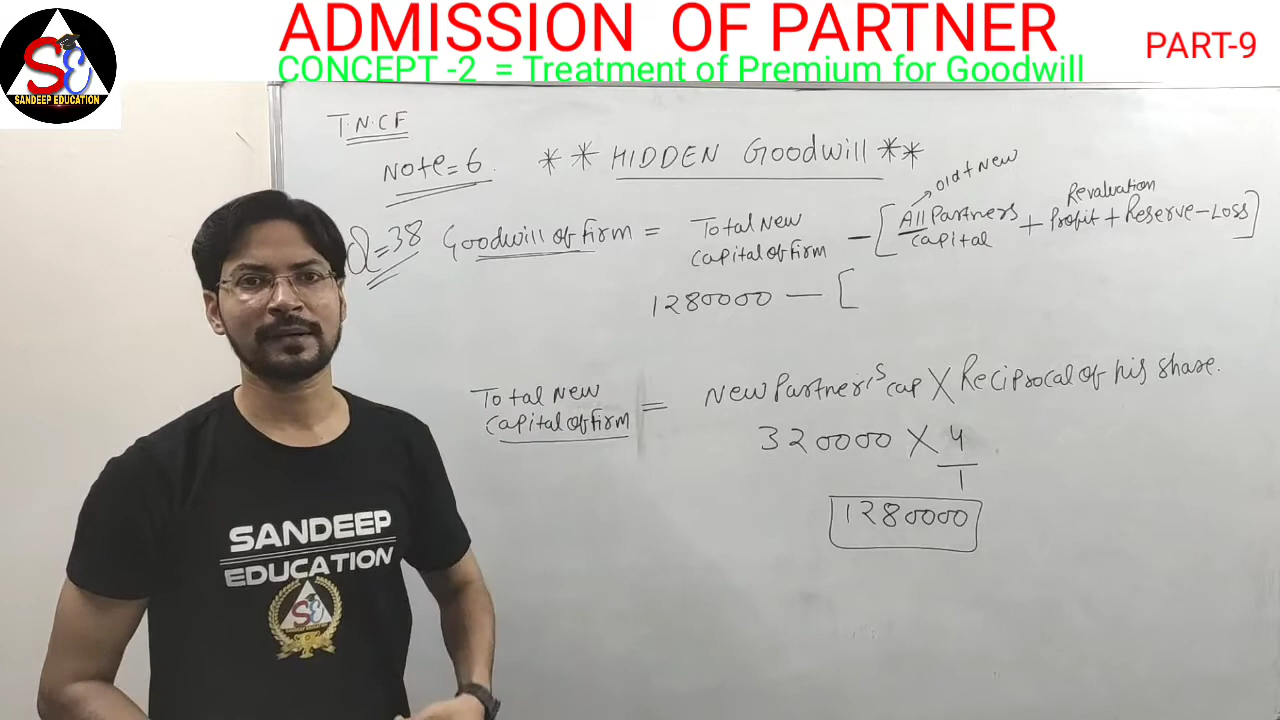 ADMISSION OF PARTNER
PART-9
CONCEPT -2 = Treatment of Premium for Goodwill
SE
SANDEEP EDUCATION
T.N.C.F
Note=6
** HIDDEN Goodwill **
Old + New
Revaluation
Q=38
Goodwill of firm = Total New capital of firm - [All Partners capital + Profit + Reserve - Loss]
1280000 - [
Total New capital of firm = New Partner's cap X Reciprocal of his share.
320000 X 4/1
1280000
SANDEEP
EDUCATION
SE